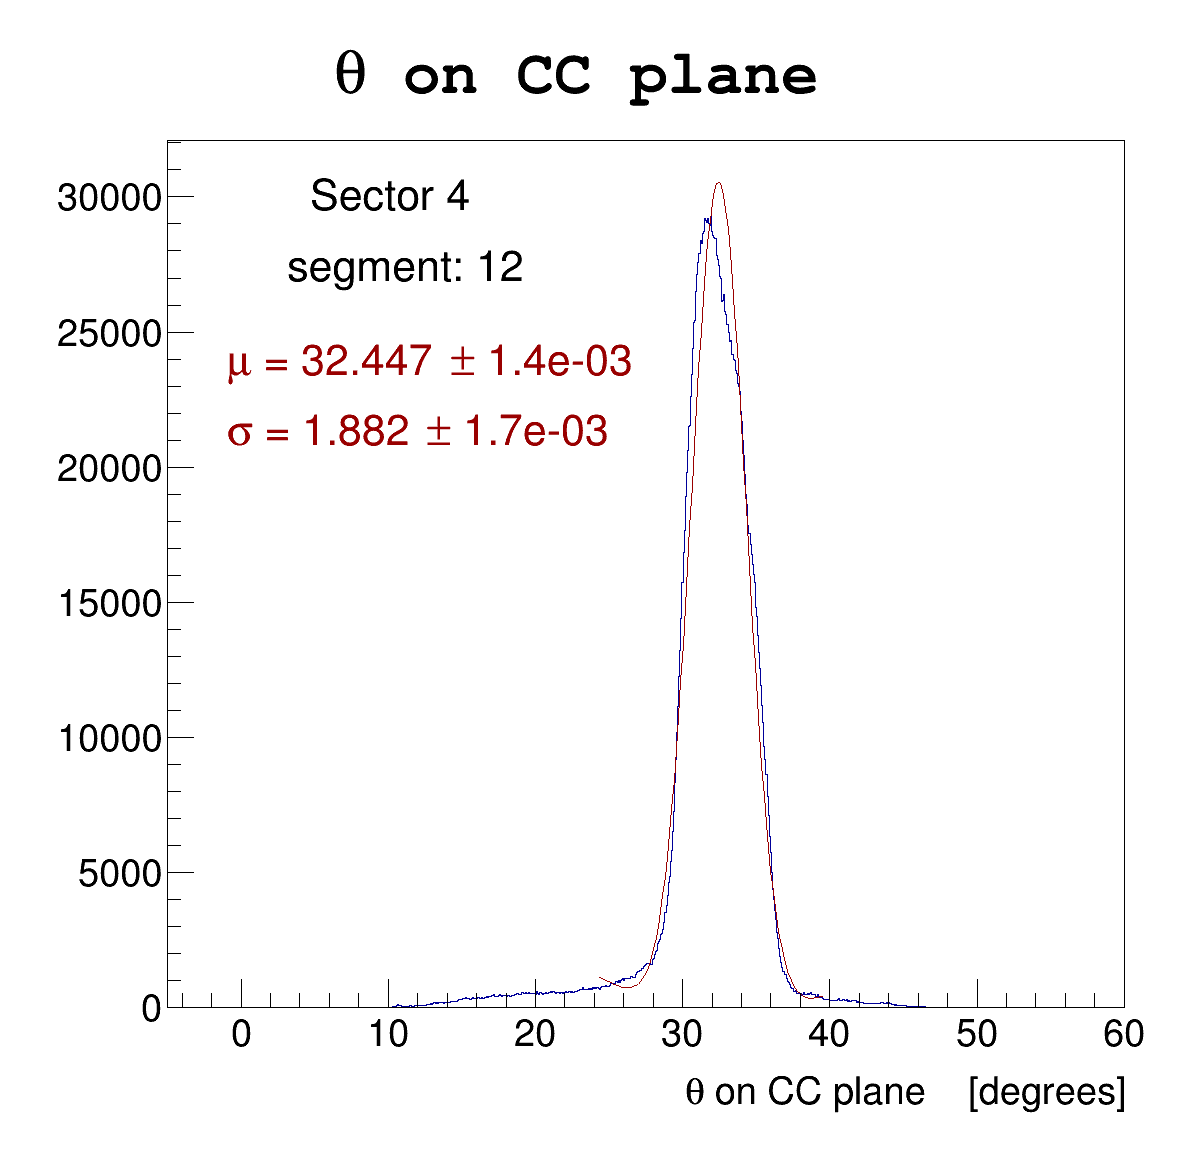 θ on CC plane
Sector 4
segment: 12
μ = 32.447 ± 1.4e-03
σ = 1.882 ± 1.7e-03
30000
25000
20000
15000
10000
5000
0
0 10 20 30 40 50 60
θ on CC plane [degrees]